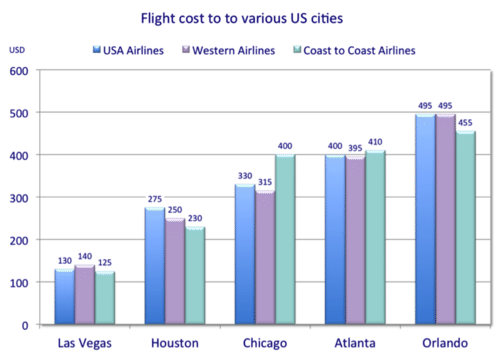 Flight cost to to various US cities
USD
USA Airlines Western Airlines Coast to Coast Airlines
600
500
400
300
200
100
0
130 140 125
275 250 230
330 315 400
400 395 410
495 495 455
Las Vegas Houston Chicago Atlanta Orlando